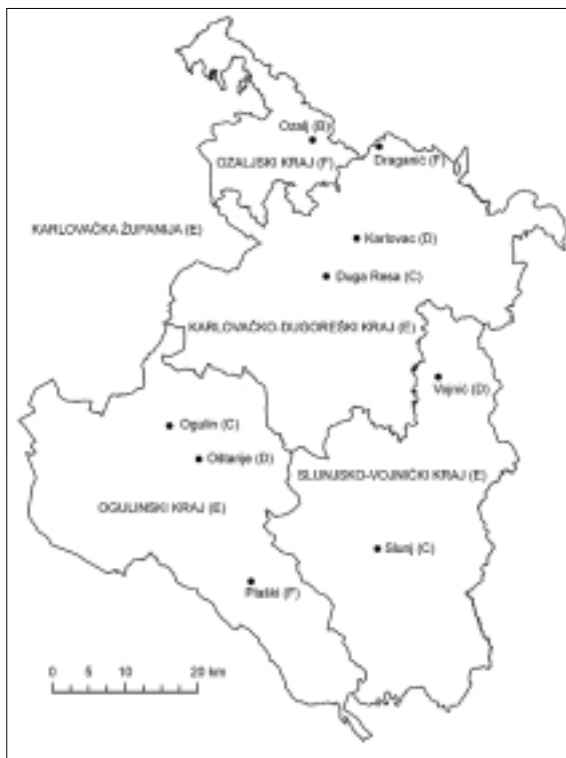 Ozalj (B)
OZALJSKI KRAJ (F)
Draganić (F)
KARLOVAČKA ŽUPANIJA (E)
Karlovac (D)
Duga Resa (C)
KARLOVAČKO-DUGOREŠKI KRAJ (E)
Vojnić (D)
Ogulin (C)
Oštarije (D)
SLUNJSKO-VOJNIČKI KRAJ (E)
OGULINSKI KRAJ (E)
Slunj (C)
Plaški (F)
0 5 10 20 km